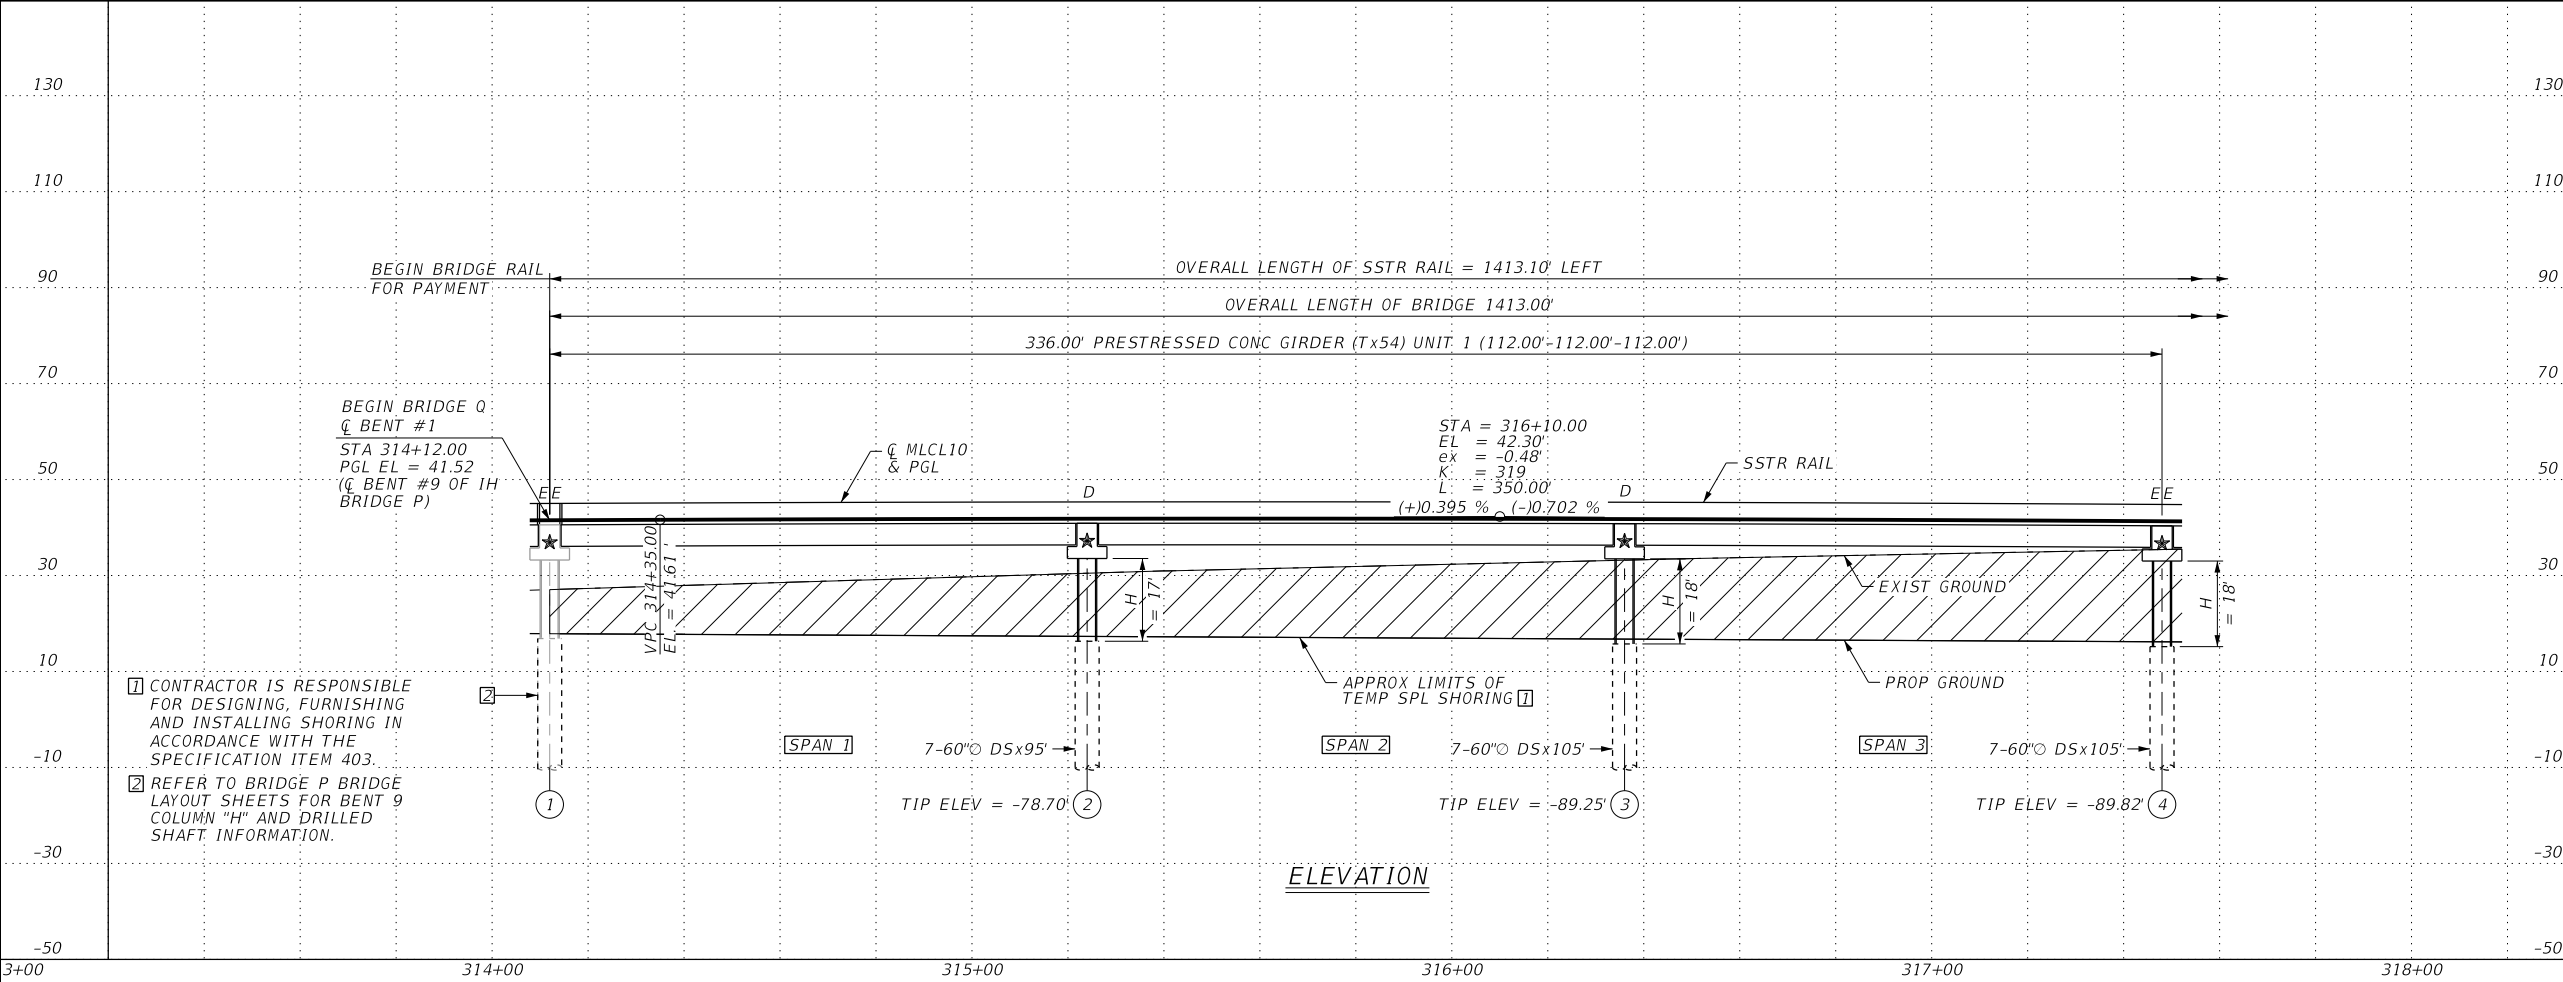 130
130
110
110
BEGIN BRIDGE RAIL
FOR PAYMENT
OVERALL LENGTH OF SSTR RAIL = 1413.10' LEFT
90
90
OVERALL LENGTH OF BRIDGE 1413.00'
336.00' PRESTRESSED CONC GIRDER (Tx54) UNIT 1 (112.00'-112.00'-112.00')
70
70
BEGIN BRIDGE Q
℄ BENT #1
STA 314+12.00
PGL EL = 41.52
(℄ BENT #9 OF IH
BRIDGE P)
℄ MLCL10
& PGL
STA = 316+10.00
EL = 42.30'
ex = -0.48'
K = 319
L = 350.00'
(+)0.395 % (-)0.702 %
SSTR RAIL
50
50
E E
D
D
E E
VPC 314+35.00
EL = 41.61 '
30
30
H = 17'
H = 18'
H = 18'
EXIST GROUND
10
10
1 CONTRACTOR IS RESPONSIBLE
FOR DESIGNING, FURNISHING
AND INSTALLING SHORING IN
ACCORDANCE WITH THE
SPECIFICATION ITEM 403.
2 REFER TO BRIDGE P BRIDGE
LAYOUT SHEETS FOR BENT 9
COLUMN "H" AND DRILLED
SHAFT INFORMATION.
2
APPROX LIMITS OF
TEMP SPL SHORING 1
PROP GROUND
SPAN 1
7-60"∅ DSx95'
SPAN 2
7-60"∅ DSx105'
SPAN 3
7-60"∅ DSx105'
-10
-10
1
TIP ELEV = -78.70' 2
TIP ELEV = -89.25' 3
TIP ELEV = -89.82' 4
-30
-30
ELEVATION
-50
-50
3+00
314+00
315+00
316+00
317+00
318+00